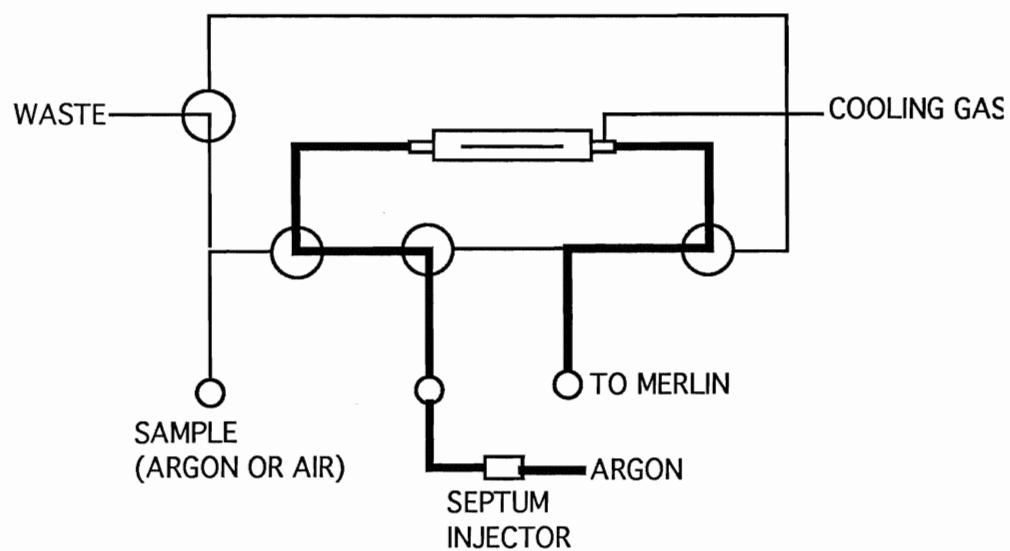 WASTE
COOLING GAS
TO MERLIN
SAMPLE
(ARGON OR AIR)
ARGON
SEPTUM
INJECTOR